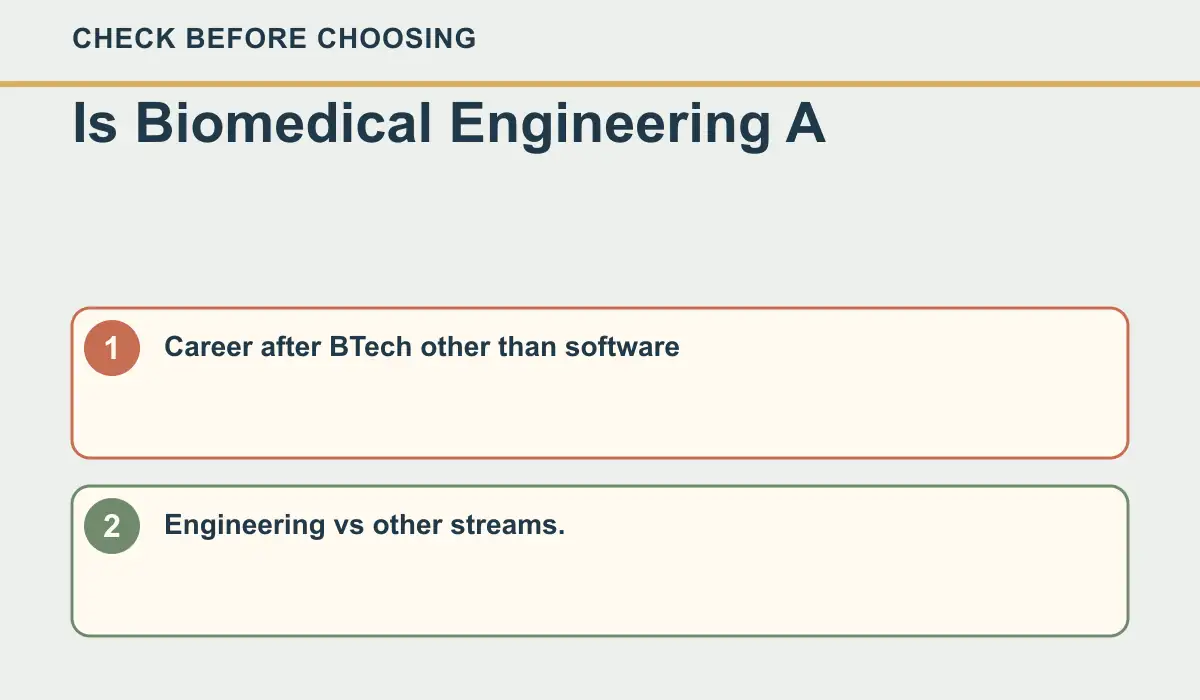 CHECK BEFORE CHOOSING
Is Biomedical Engineering A
1 Career after BTech other than software
2 Engineering vs other streams.